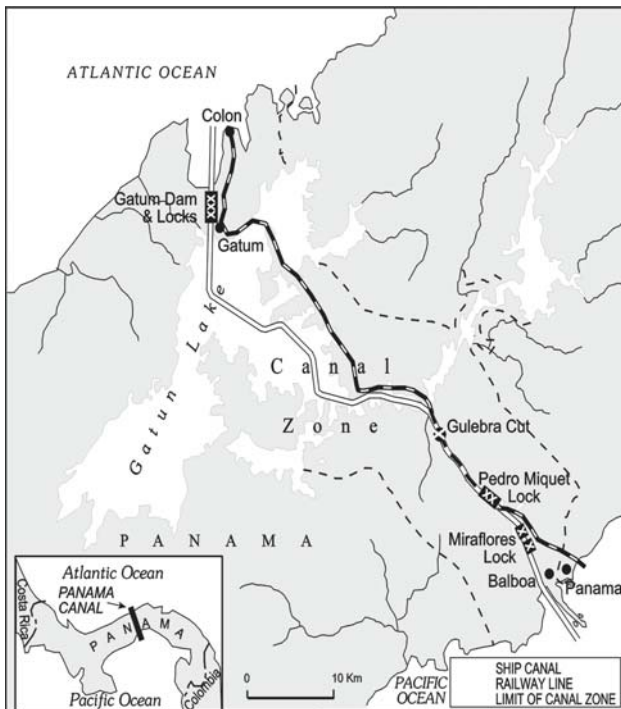 ATLANTIC OCEAN
Colon
Gatum Dam
& Locks
Gatum
Gatun Lake
Canal
Zone
Gulebra Cut
Pedro Miquet
Lock
Miraflores
Lock
Balboa
Panama
PANAMA
Atlantic Ocean
PANAMA
CANAL
Costa Rica
PANAMA
Colombia
Pacific Ocean
0 10 Km
PACIFIC
OCEAN
SHIP CANAL
RAILWAY LINE
LIMIT OF CANAL ZONE